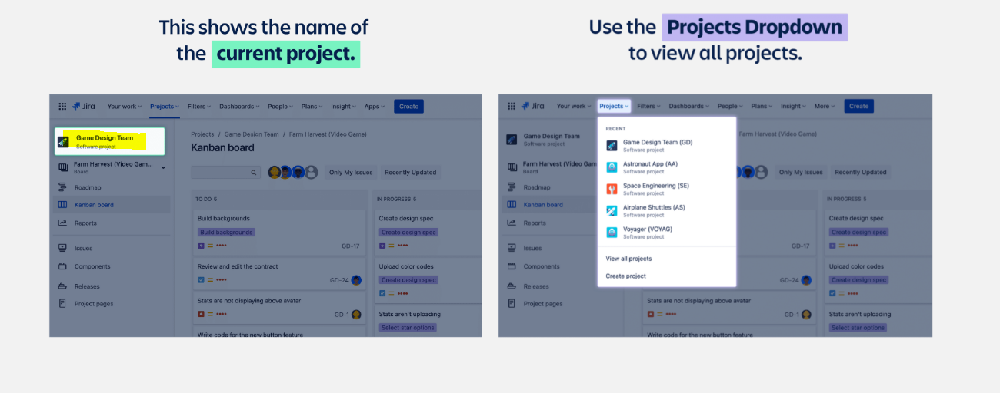 This shows the name of
the current project.
Use the Projects Dropdown
to view all projects.
Jira Your work Projects Filters Dashboards People Plans Insight Apps Create
Game Design Team
Software project
Farm Harvest (Video Gam...
Board
Roadmap
Kanban board
Reports
Issues
Components
Releases
Project pages
Projects / Game Design Team / Farm Harvest (Video Game)
Kanban board
Only My Issues Recently Updated
TO DO 5
Build backgrounds
Build backgrounds
GD-17
Review and edit the contract
GD-24
Stats are not displaying above avatar
GD-1
Write code for the new button feature
IN PROGRESS 5
Create design spec
Create design spec
Upload color codes
Create design spec
Stats aren't uploading
Select star options
Jira Your work Projects Filters Dashboards People Plans Insight More Create
Game Design Team
Software project
Farm Harvest (Video Gam
Board
Roadmap
Kanban board
Reports
Issues
Components
Releases
Project pages
RECENT
Game Design Team (GD)
Software project
Astronaut App (AA)
Software project
Space Engineering (SE)
Software project
Airplane Shuttles (AS)
Software project
Voyager (VOYAG)
Software project
View all projects
Create project
Farm Harvest (Video Game)
Only My Issues Recently Updated
GD-17
GD-24
Stats are not displaying above avatar
GD-1
Write code for the new button feature
IN PROGRESS 5
Create design spec
Create design spec
Upload color codes
Create design spec
Stats aren't uploading
Select star options